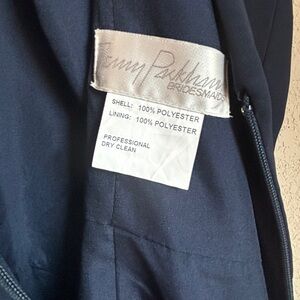 Jenny Packham
BRIDESMAIDS
SHELL: 100% POLYESTER
LINING: 100% POLYESTER
PROFESSIONAL
DRY CLEAN